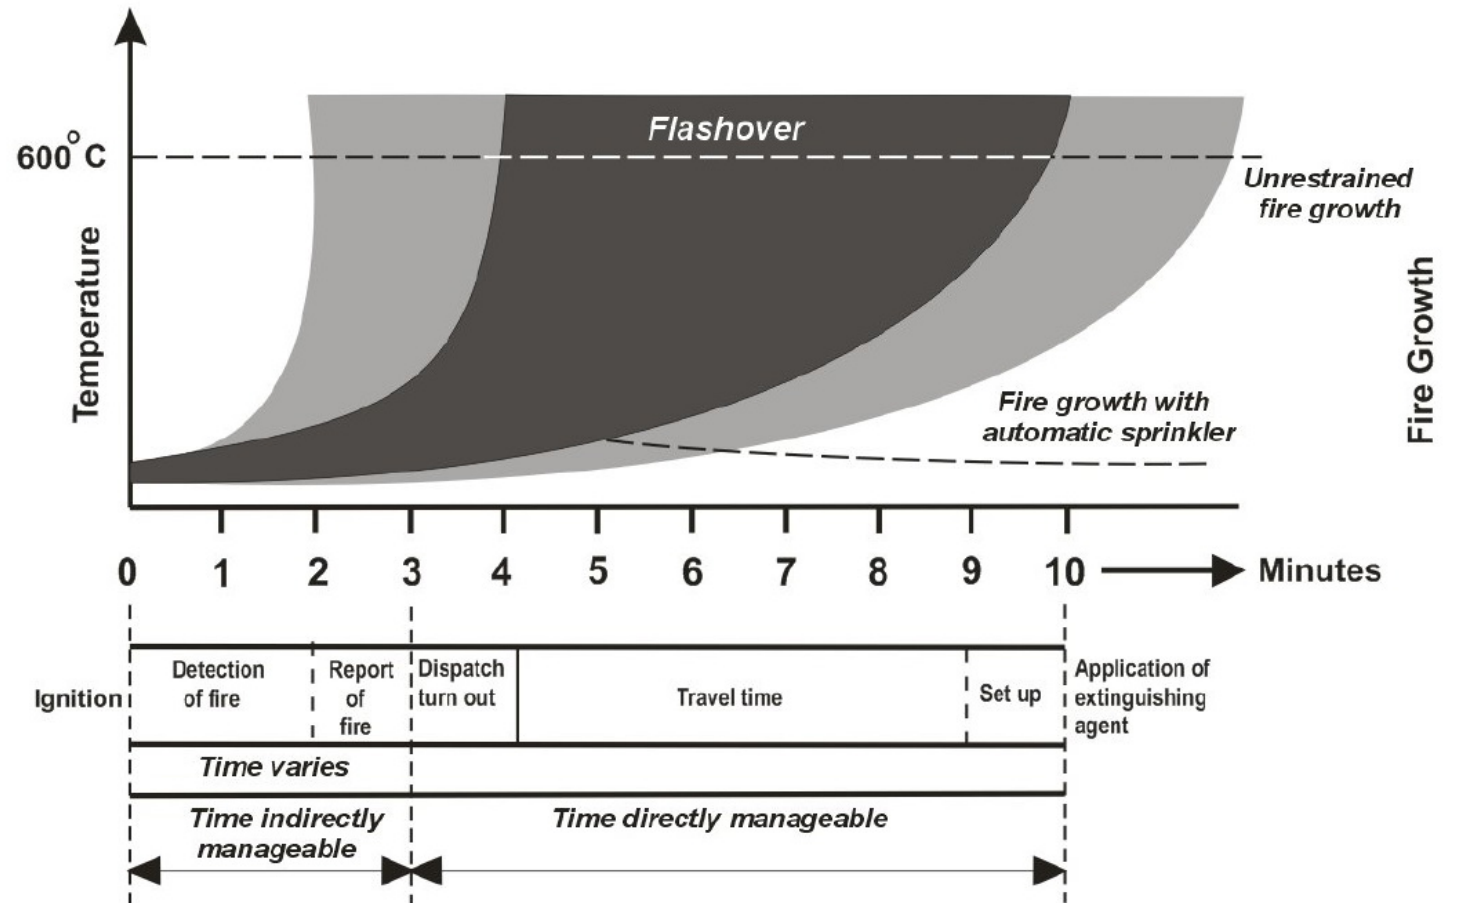 Flashover
600°C
Unrestrained
fire growth
Temperature
Fire Growth
Fire growth with
automatic sprinkler
0 1 2 3 4 5 6 7 8 9 10 Minutes
Ignition
Detection
of fire
Report
of
fire
Dispatch
turn out
Travel time
Set up
Application of
extinguishing
agent
Time varies
Time indirectly
manageable
Time directly manageable